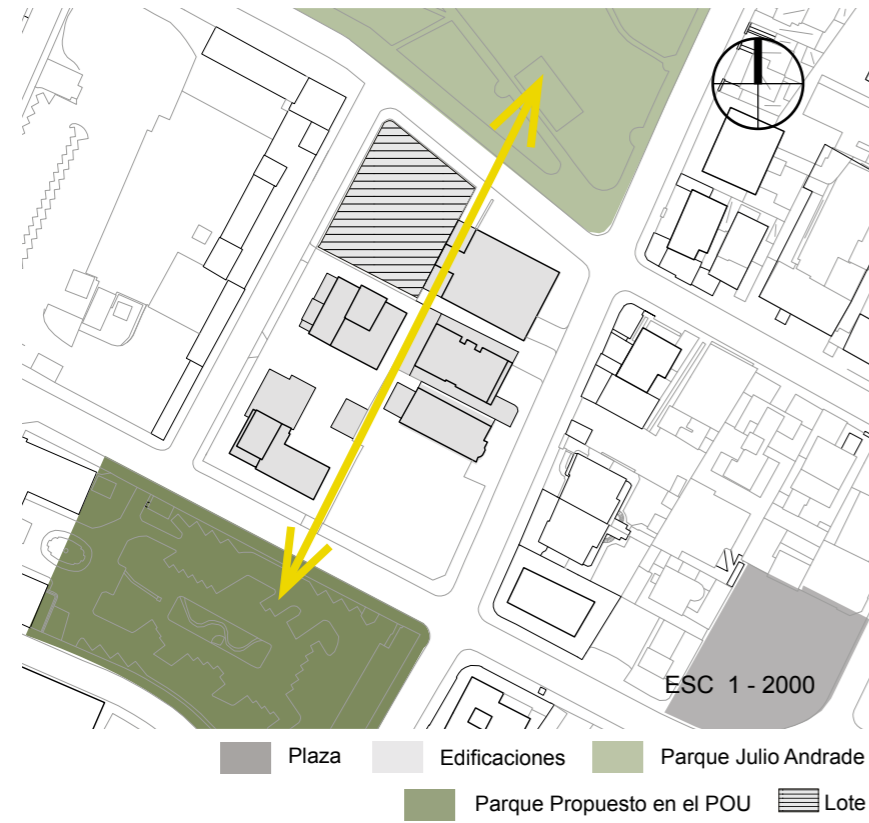 ESC 1 - 2000
Plaza
Edificaciones
Parque Julio Andrade
Parque Propuesto en el POU
Lote